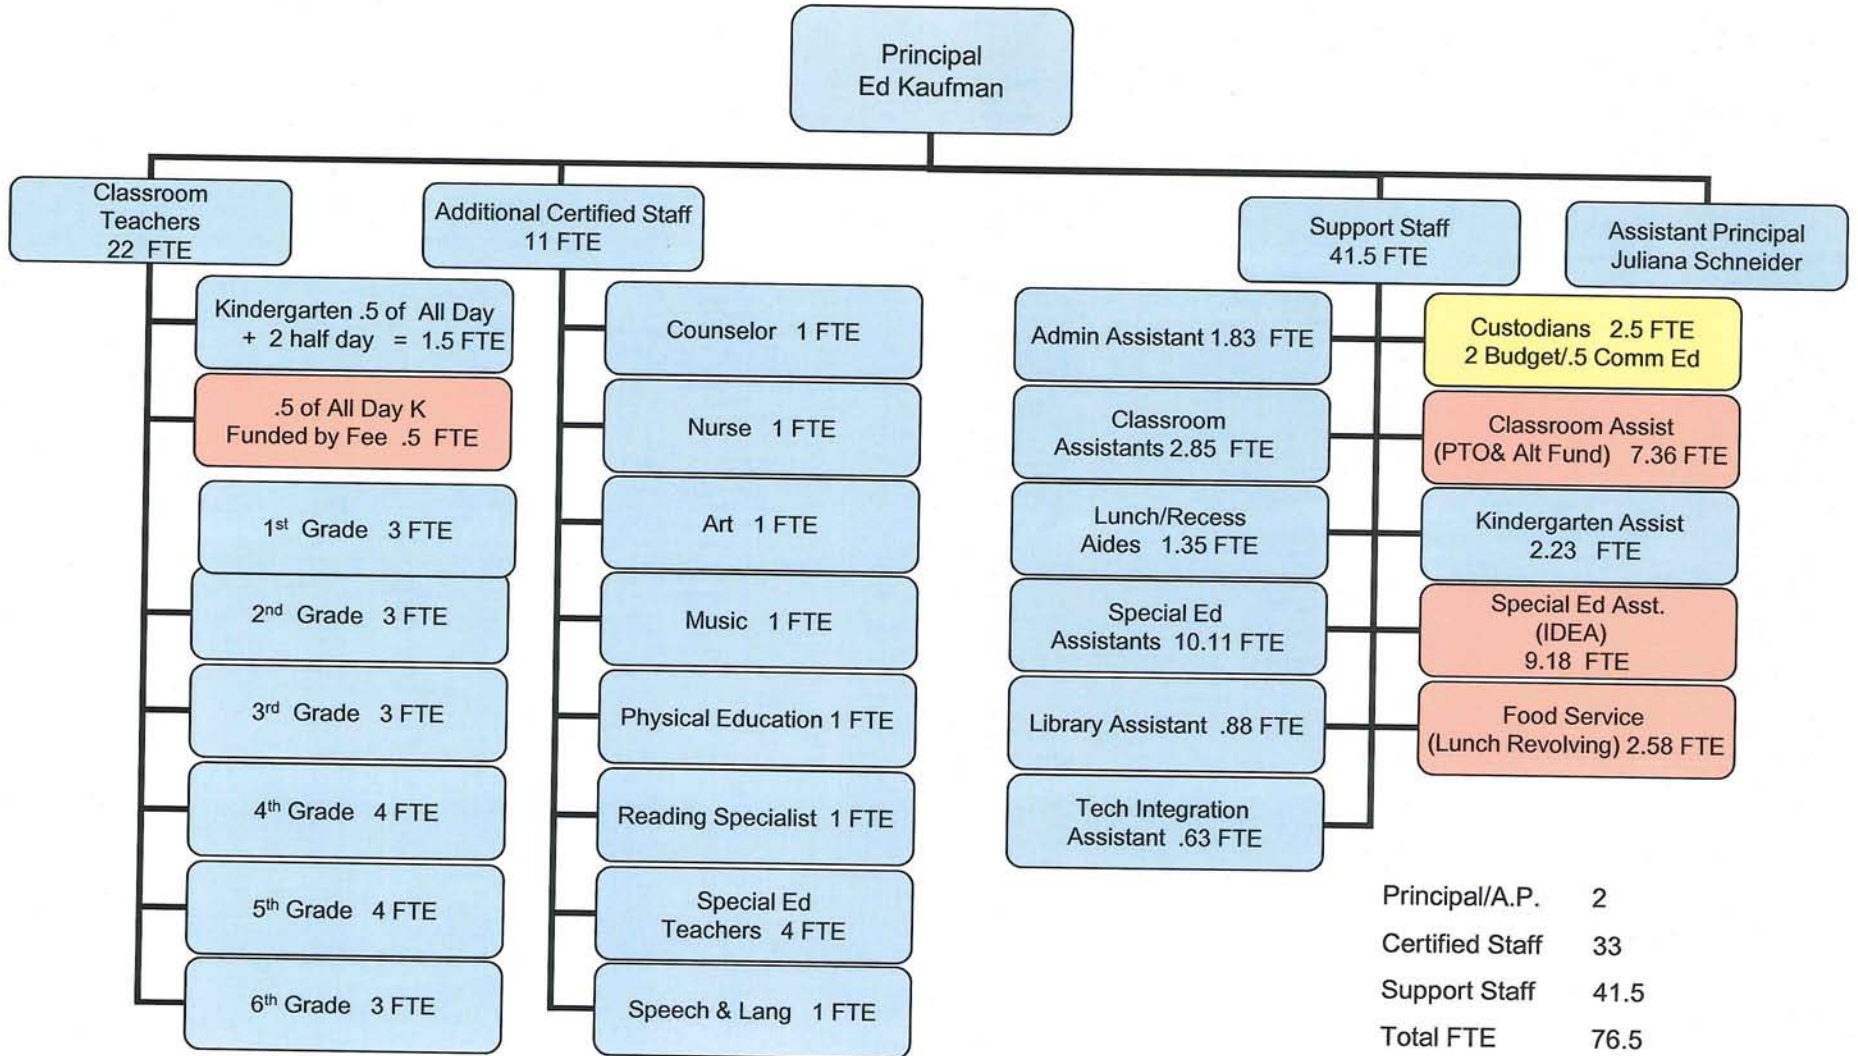 Principal
Ed Kaufman
Classroom
Teachers
22 FTE
Additional Certified Staff
11 FTE
Support Staff
41.5 FTE
Assistant Principal
Juliana Schneider
Kindergarten .5 of All Day
+ 2 half day = 1.5 FTE
.5 of All Day K
Funded by Fee .5 FTE
1st Grade 3 FTE
2nd Grade 3 FTE
3rd Grade 3 FTE
4th Grade 4 FTE
5th Grade 4 FTE
6th Grade 3 FTE
Counselor 1 FTE
Nurse 1 FTE
Art 1 FTE
Music 1 FTE
Physical Education 1 FTE
Reading Specialist 1 FTE
Special Ed
Teachers 4 FTE
Speech & Lang 1 FTE
Admin Assistant 1.83 FTE
Classroom
Assistants 2.85 FTE
Lunch/Recess
Aides 1.35 FTE
Special Ed
Assistants 10.11 FTE
Library Assistant .88 FTE
Tech Integration
Assistant .63 FTE
Custodians 2.5 FTE
2 Budget/.5 Comm Ed
Classroom Assist
(PTO& Alt Fund) 7.36 FTE
Kindergarten Assist
2.23 FTE
Special Ed Asst.
(IDEA)
9.18 FTE
Food Service
(Lunch Revolving) 2.58 FTE
Principal/A.P. 2
Certified Staff 33
Support Staff 41.5
Total FTE 76.5